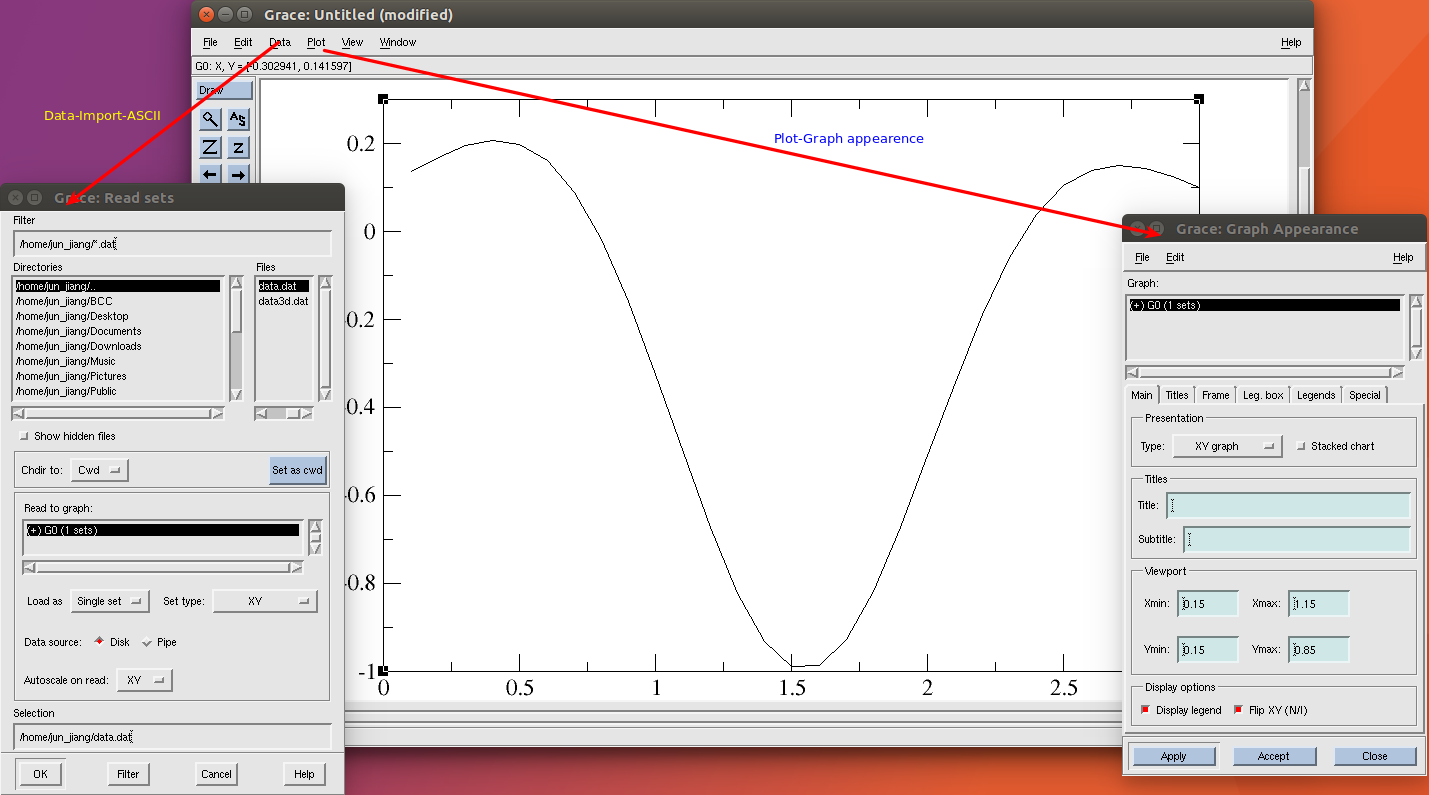 Grace: Untitled (modified)
File Edit Data Plot View Window Help
G0: X, Y = [-0.302941, 0.141597]
Draw
Data-Import-ASCII
A S
Z z
Plot-Graph appearence
0.2
0
-0.2
-0.4
-0.6
-0.8
-1
0 0.5 1 1.5 2 2.5
Grace: Read sets
Filter
/home/jun_jiang/*.dat
Directories Files
/home/jun_jiang/.. data.dat
/home/jun_jiang/BCC data3d.dat
/home/jun_jiang/Desktop
/home/jun_jiang/Documents
/home/jun_jiang/Downloads
/home/jun_jiang/Music
/home/jun_jiang/Pictures
/home/jun_jiang/Public
Show hidden files
Chdir to: Cwd Set as cwd
Read to graph:
(+) G0 (1 sets)
Load as Single set Set type: XY
Data source: Disk Pipe
Autoscale on read: XY
Selection
/home/jun_jiang/data.dat
OK Filter Cancel Help
Grace: Graph Appearance
File Edit Help
Graph:
(+) G0 (1 sets)
Main Titles Frame Leg. box Legends Special
Presentation
Type: XY graph Stacked chart
Titles
Title:
Subtitle:
Viewport
Xmin: 0.15 Xmax: 1.15
Ymin: 0.15 Ymax: 0.85
Display options
Display legend Flip XY (N/I)
Apply Accept Close